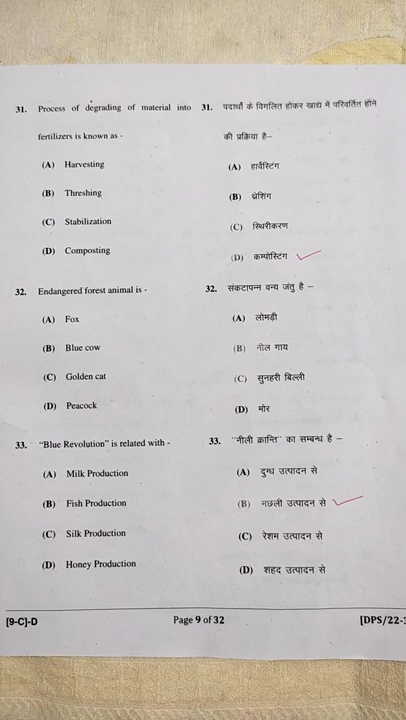 31. Process of degrading of material into
fertilizers is known as -
(A) Harvesting
(B) Threshing
(C) Stabilization
(D) Composting
32. Endangered forest animal is -
(A) Fox
(B) Blue cow
(C) Golden cat
(D) Peacock
33. "Blue Revolution" is related with -
(A) Milk Production
(B) Fish Production
(C) Silk Production
(D) Honey Production
31. पदार्थों के विगलित होकर खाद्य में परिवर्तित होने
की प्रक्रिया है–
(A) हार्वेस्टिंग
(B) थ्रेशिंग
(C) स्थिरीकरण
(D) कम्पोस्टिंग
32. संकटापन्न वन्य जंतु है –
(A) लोमड़ी
(B) नील गाय
(C) सुनहरी बिल्ली
(D) मोर
33. "नीली क्रान्ति" का सम्बन्ध है –
(A) दुग्ध उत्पादन से
(B) मछली उत्पादन से
(C) रेशम उत्पादन से
(D) शहद उत्पादन से
[9-C]-D Page 9 of 32 [DPS/22-